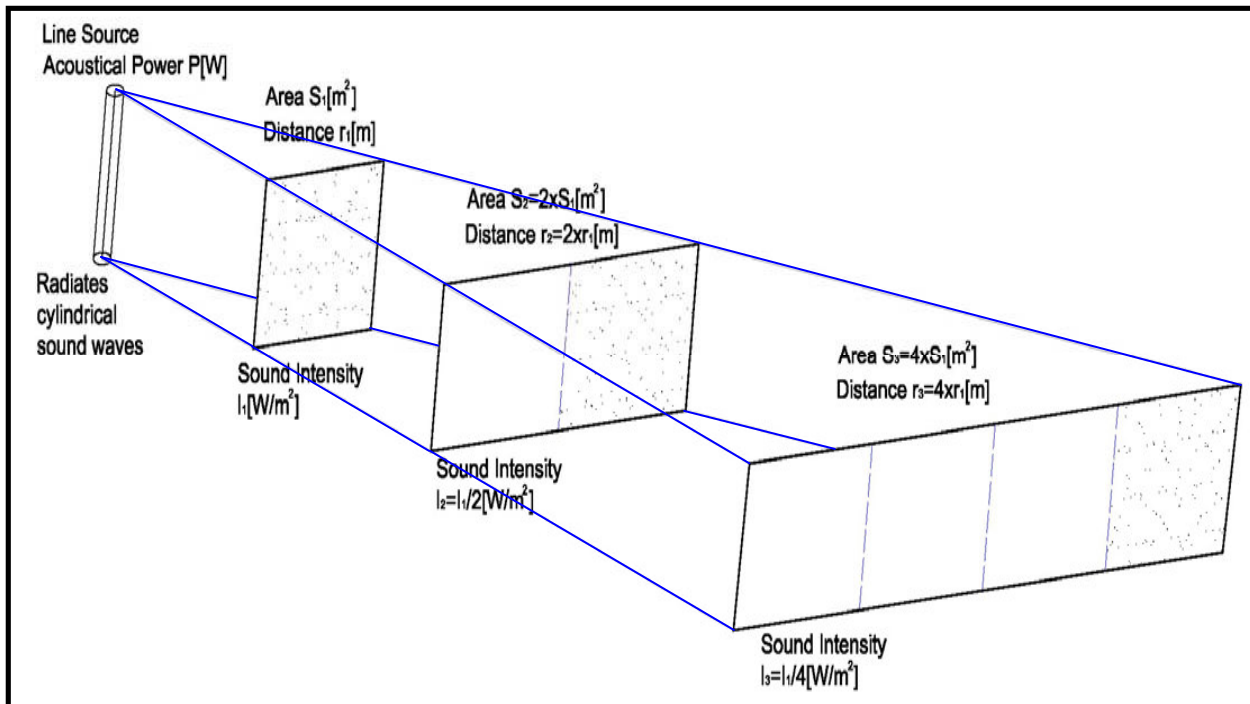 Line Source
Acoustical Power P[W]
Area S₁[m²]
Distance r₁[m]
Area S₂=2xS₁[m²]
Distance r₂=2xr₁[m]
Radiates
cylindrical
sound waves
Sound Intensity
I₁[W/m²]
Area S₃=4xS₁[m²]
Distance r₃=4xr₁[m]
Sound Intensity
I₂=I₁/2[W/m²]
Sound Intensity
I₃=I₁/4[W/m²]